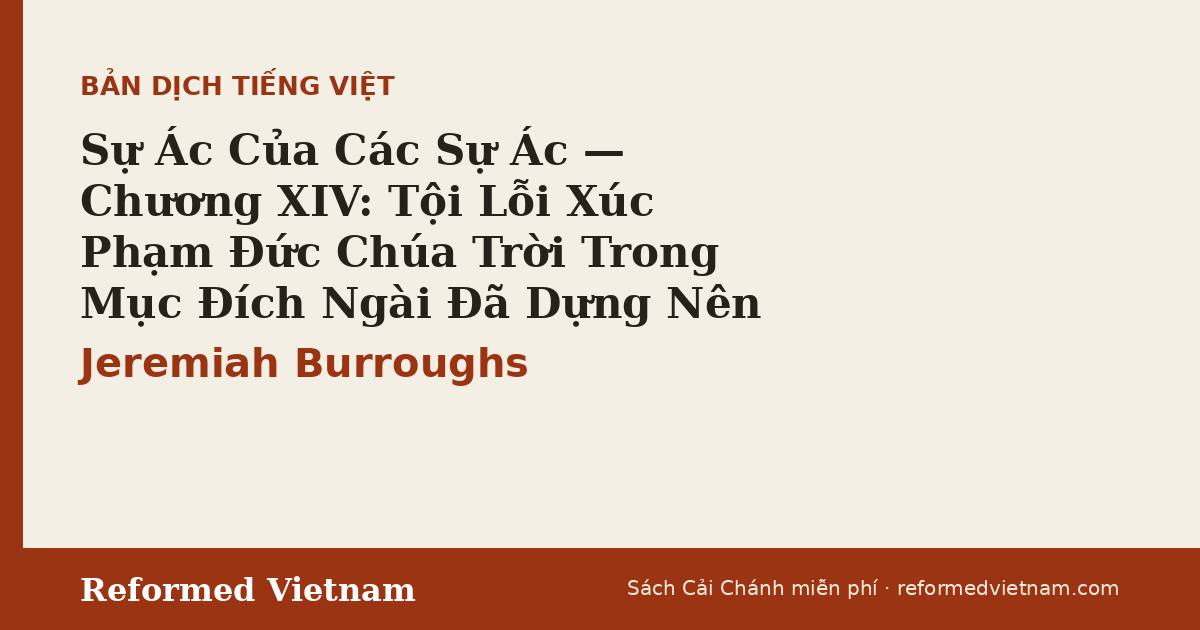 BẢN DỊCH TIẾNG VIỆT
Sự Ác Của Các Sự Ác —
Chương XIV: Tội Lỗi Xúc
Phạm Đức Chúa Trời Trong
Mục Đích Ngài Đã Dựng Nên
Jeremiah Burroughs
Reformed Vietnam
Sách Cải Chánh miễn phí · reformedvietnam.com